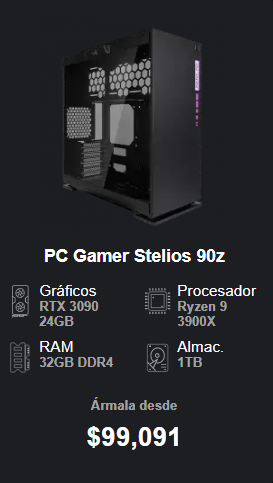 PC Gamer Stelios 90z
Gráficos
RTX 3090
24GB
Procesador
Ryzen 9
3900X
RAM
32GB DDR4
Almac.
1TB
Ármala desde
$99,091